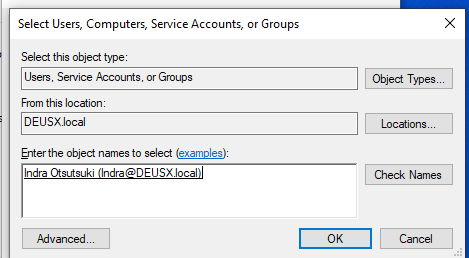 Select Users, Computers, Service Accounts, or Groups
Select this object type:
Users, Service Accounts, or Groups
Object Types...
From this location:
DEUSX.local
Locations...
Enter the object names to select (examples):
Indra Otsutsuki (Indra@DEUSX.local)
Check Names
Advanced...
OK
Cancel